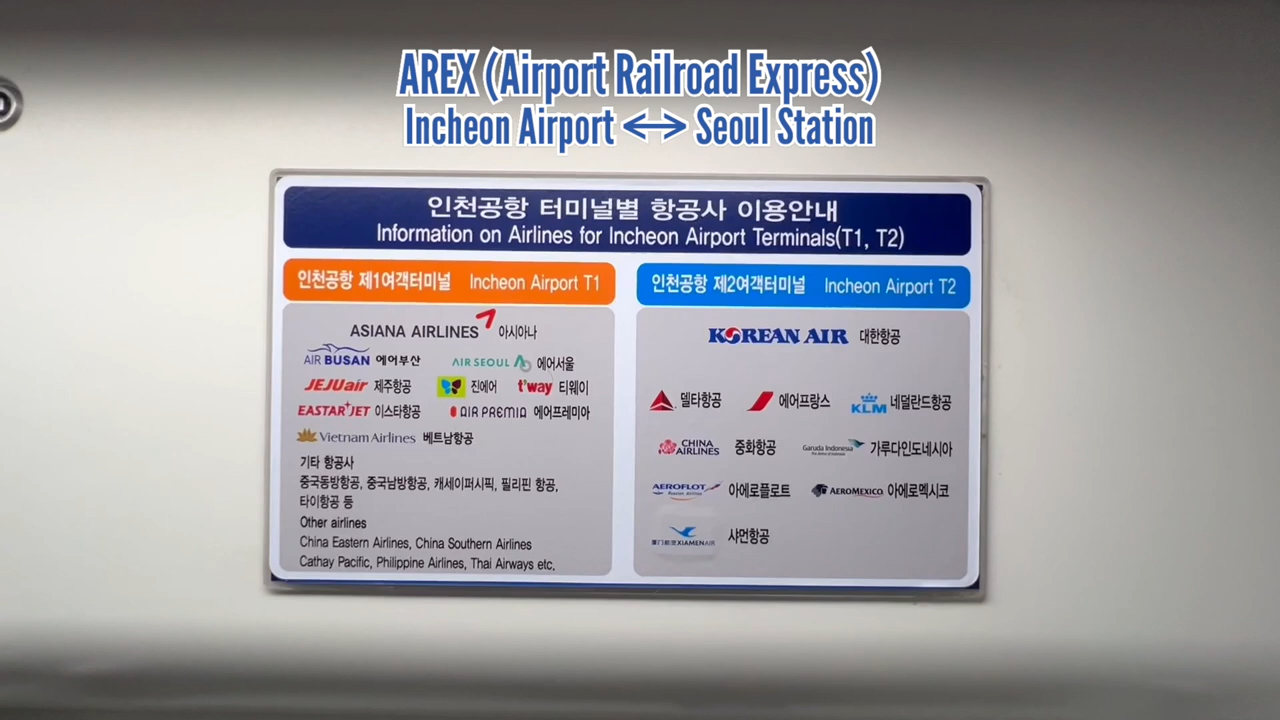 AREX (Airport Railroad Express)
Incheon Airport <-> Seoul Station
인천공항 터미널별 항공사 이용안내
Information on Airlines for Incheon Airport Terminals(T1, T2)
인천공항 제1여객터미널 Incheon Airport T1
ASIANA AIRLINES 아시아나
AIR BUSAN 에어부산 AIR SEOUL 에어서울
JEJUair 제주항공 진에어 t'way 티웨이
EASTAR JET 이스타항공 AIR PREMIA 에어프레미아
Vietnam Airlines 베트남항공
기타 항공사
중국동방항공, 중국남방항공, 캐세이퍼시픽, 필리핀 항공,
타이항공 등
Other airlines
China Eastern Airlines, China Southern Airlines
Cathay Pacific, Philippine Airlines, Thai Airways etc.
인천공항 제2여객터미널 Incheon Airport T2
KOREAN AIR 대한항공
델타항공 에어프랑스 KLM 네덜란드항공
CHINA AIRLINES 중화항공 Garuda Indonesia 가루다인도네시아
AEROFLOT Russian Airlines 아에로플로트 AEROMEXICO 아에로멕시코
XIAMENAIR 샤먼항공